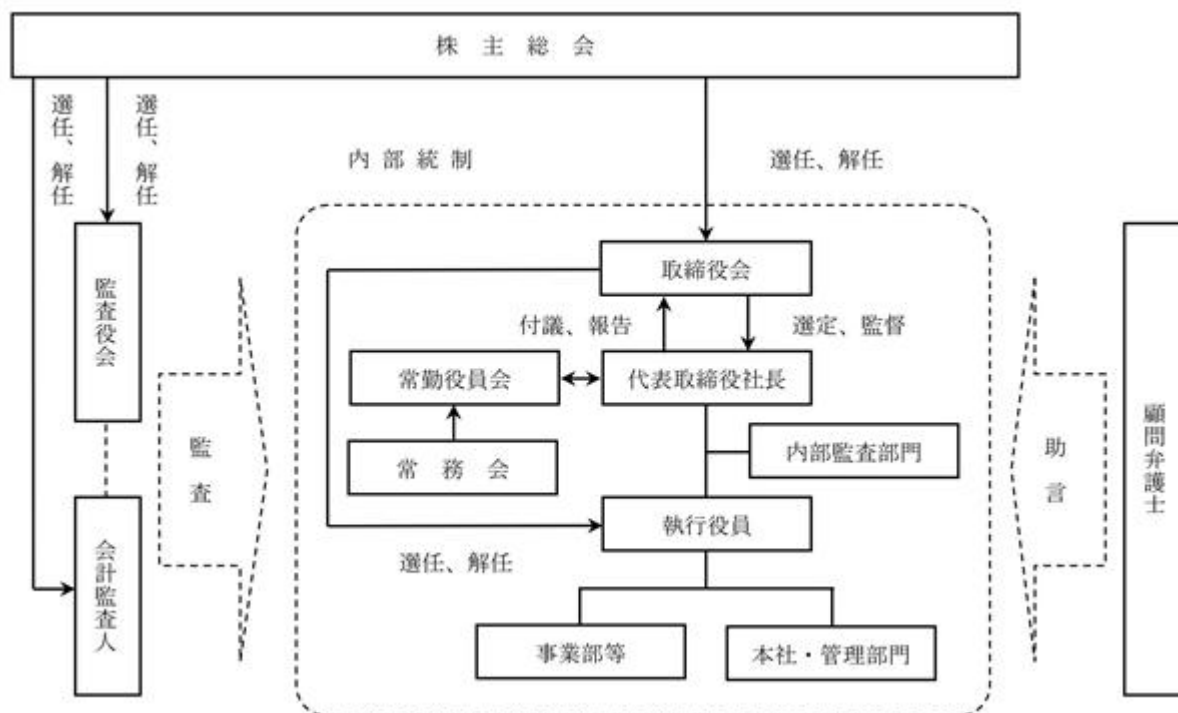 株主総会
選任、解任
選任、解任
内部統制
選任、解任
監査役会
取締役会
付議、報告
選定、監督
常勤役員会
代表取締役社長
監査
常務会
内部監査部門
助言
顧問弁護士
執行役員
選任、解任
会計監査人
事業部等
本社・管理部門